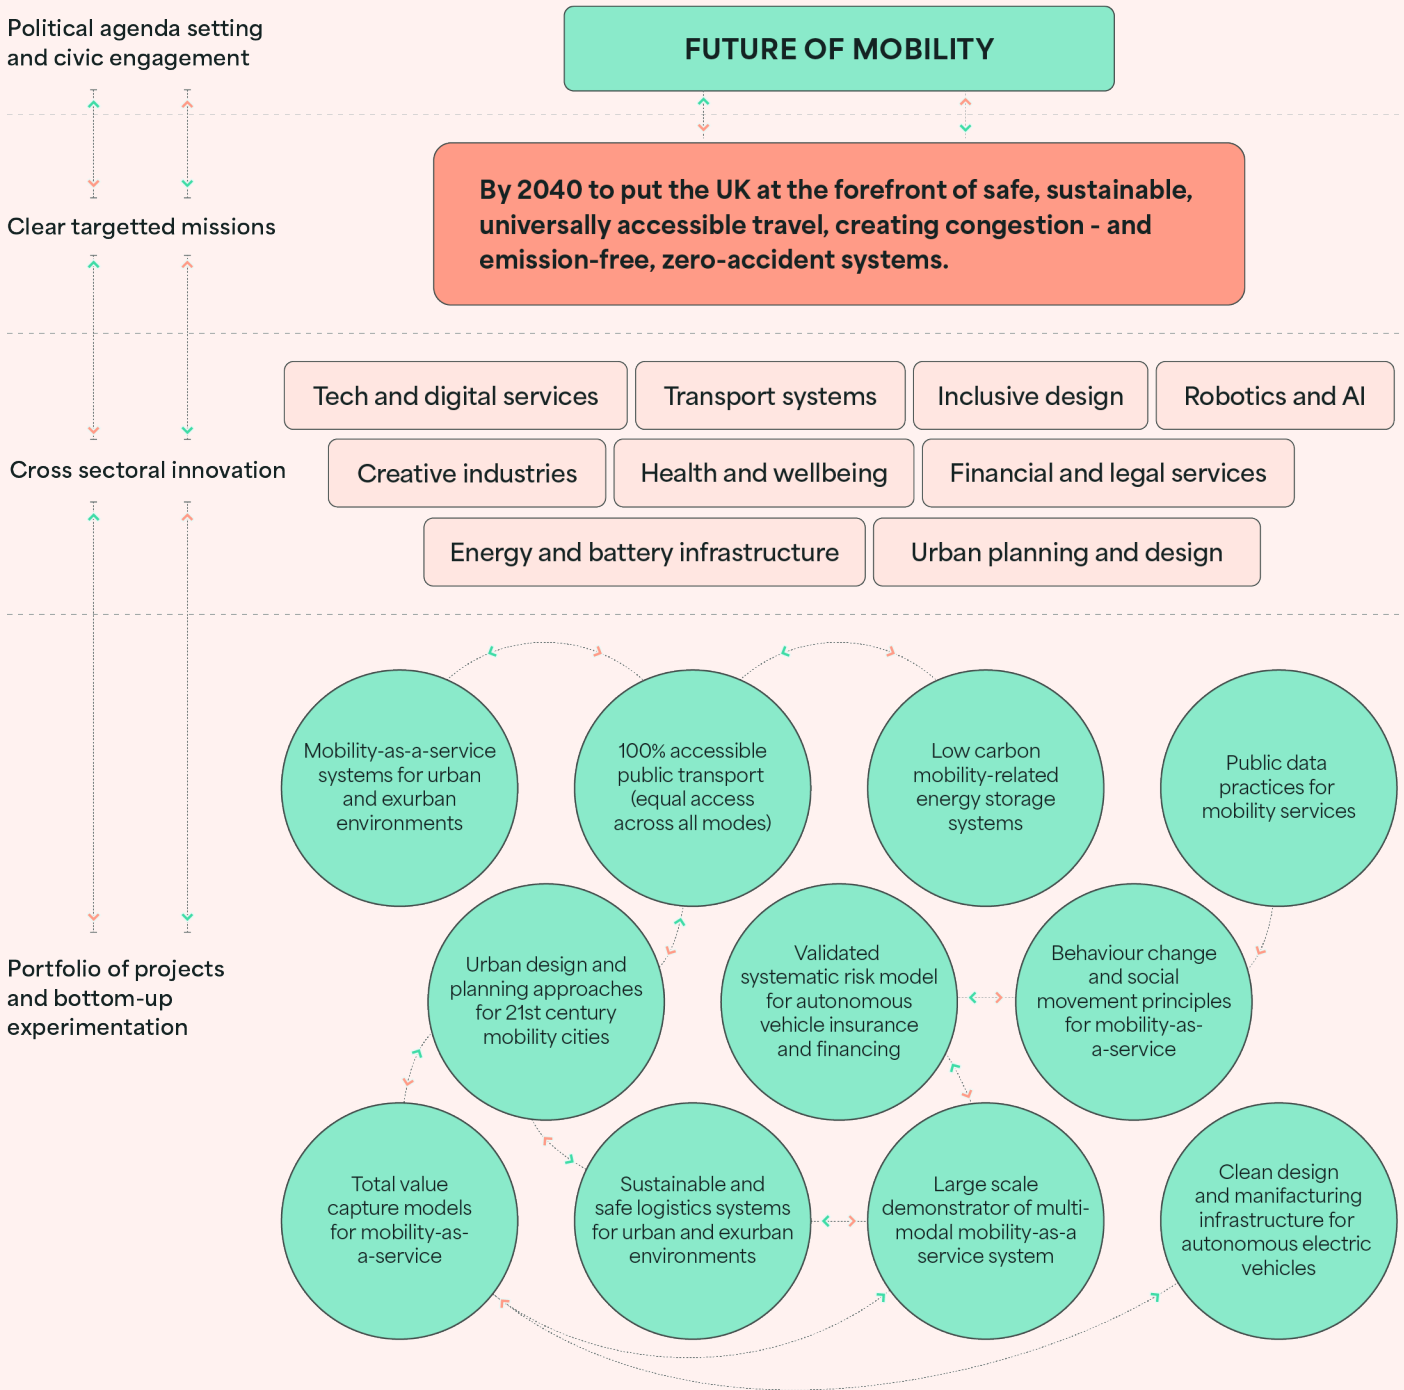 Political agenda setting
and civic engagement
FUTURE OF MOBILITY
By 2040 to put the UK at the forefront of safe, sustainable,
universally accessible travel, creating congestion - and
emission-free, zero-accident systems.
Clear targetted missions
Tech and digital services
Transport systems
Inclusive design
Robotics and AI
Cross sectoral innovation
Creative industries
Health and wellbeing
Financial and legal services
Energy and battery infrastructure
Urban planning and design
Mobility-as-a-service
systems for urban
and exurban
environments
100% accessible
public transport
(equal access
across all modes)
Low carbon
mobility-related
energy storage
systems
Public data
practices for
mobility services
Portfolio of projects
and bottom-up
experimentation
Urban design and
planning approaches
for 21st century
mobility cities
Validated
systematic risk model
for autonomous
vehicle insurance
and financing
Behaviour change
and social
movement principles
for mobility-as-
a-service
Total value
capture models
for mobility-as-
a-service
Sustainable and
safe logistics systems
for urban and exurban
environments
Large scale
demonstrator of multi-
modal mobility-as-a
service system
Clean design
and manifacturing
infrastructure for
autonomous electric
vehicles